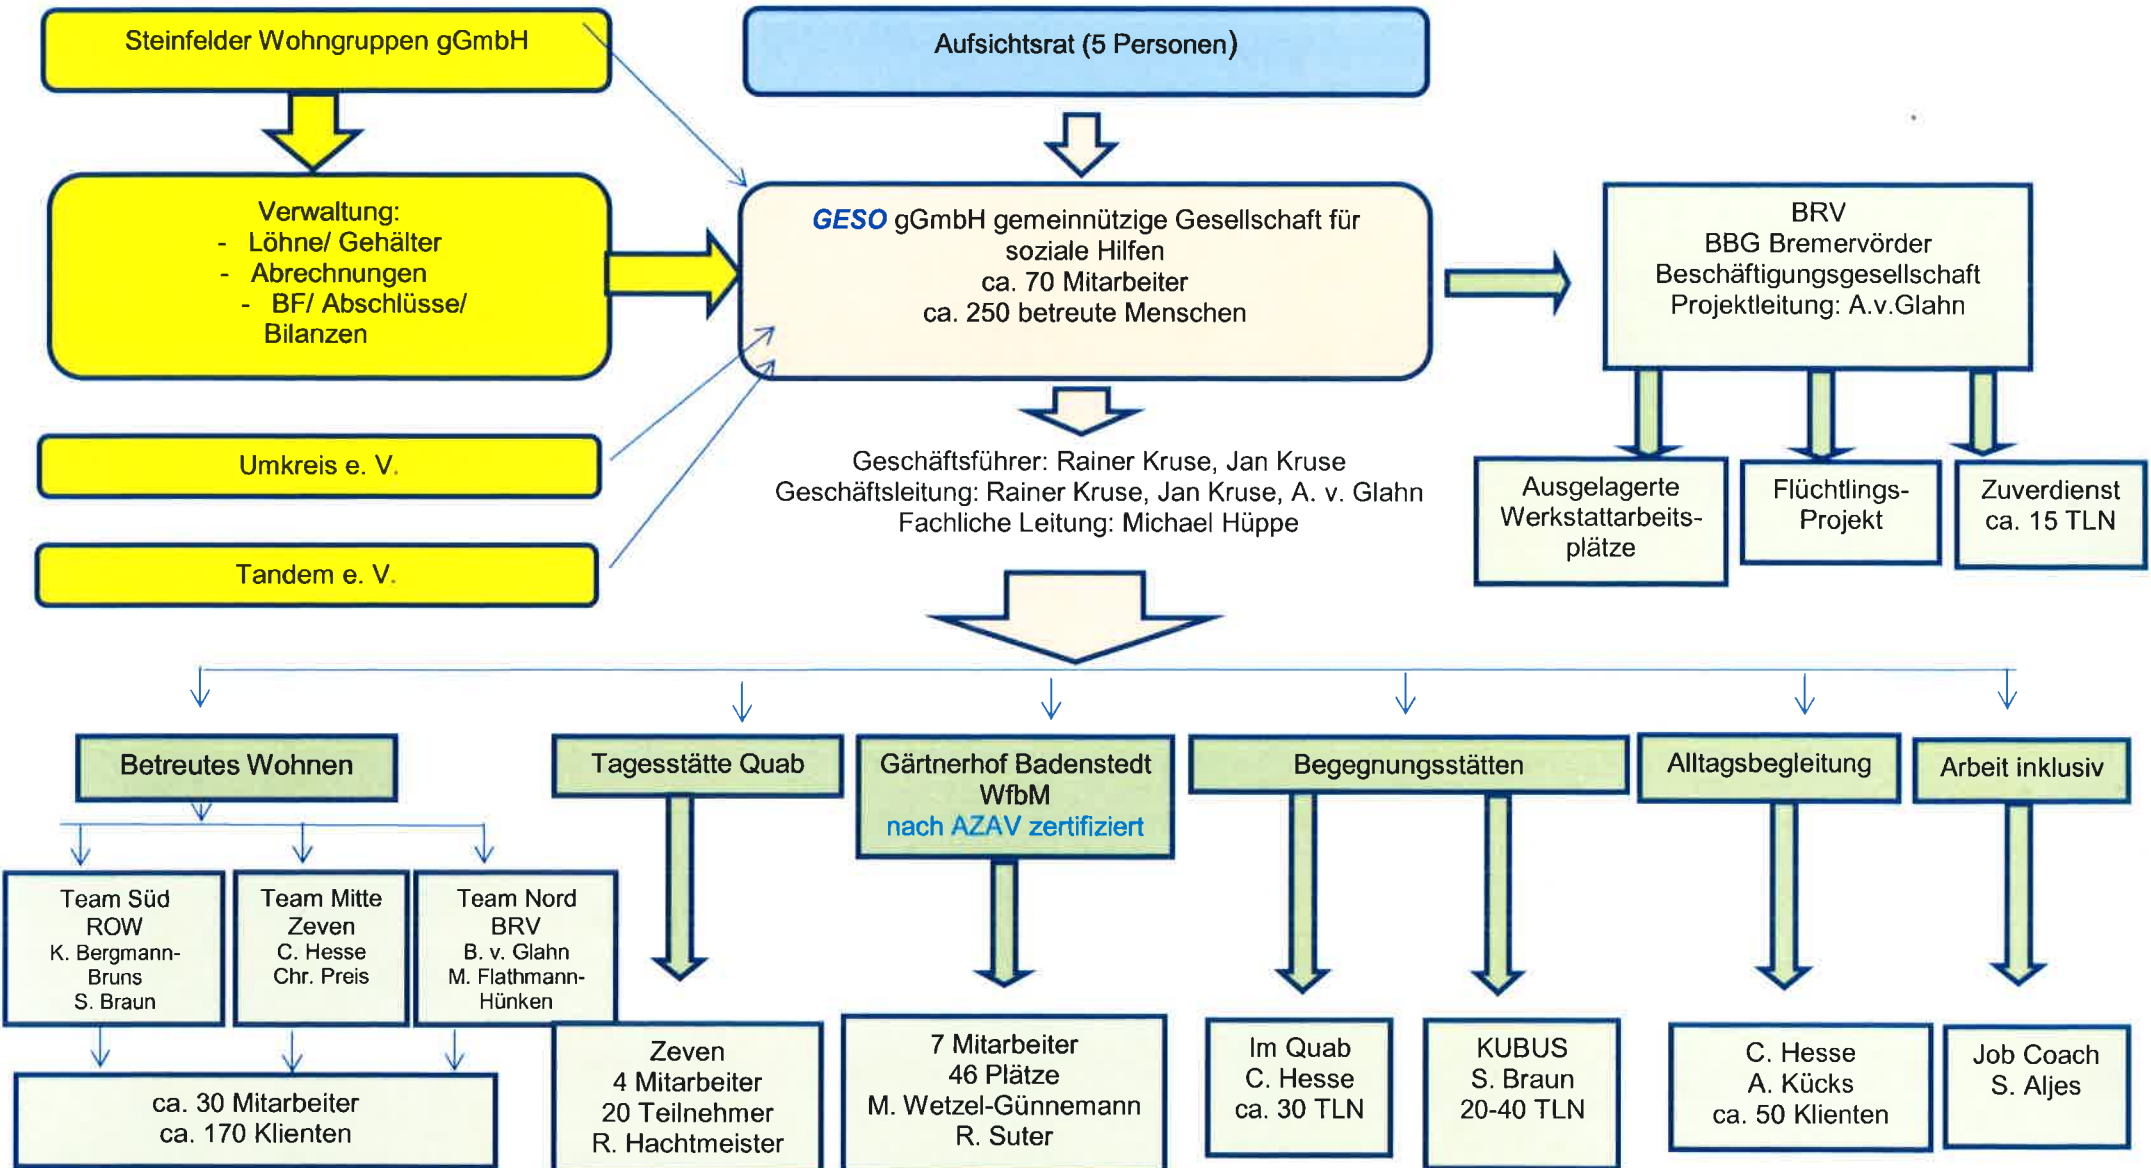 Steinfelder Wohngruppen gGmbH
Aufsichtsrat (5 Personen)
Verwaltung:
- Löhne/ Gehälter
- Abrechnungen
- BF/ Abschlüsse/
Bilanzen
GESO gGmbH gemeinnützige Gesellschaft für
soziale Hilfen
ca. 70 Mitarbeiter
ca. 250 betreute Menschen
BRV
BBG Bremervörder
Beschäftigungsgesellschaft
Projektleitung: A.v.Glahn
Umkreis e. V.
Tandem e. V.
Geschäftsführer: Rainer Kruse, Jan Kruse
Geschäftsleitung: Rainer Kruse, Jan Kruse, A. v. Glahn
Fachliche Leitung: Michael Hüppe
Ausgelagerte
Werkstattarbeits-
plätze
Flüchtlings-
Projekt
Zuverdienst
ca. 15 TLN
Betreutes Wohnen
Tagesstätte Quab
Gärtnerhof Badenstedt
WfbM
nach AZAV zertifiziert
Begegnungsstätten
Alltagsbegleitung
Arbeit inklusiv
Team Süd
ROW
K. Bergmann-
Bruns
S. Braun
Team Mitte
Zeven
C. Hesse
Chr. Preis
Team Nord
BRV
B. v. Glahn
M. Flathmann-
Hünken
ca. 30 Mitarbeiter
ca. 170 Klienten
Zeven
4 Mitarbeiter
20 Teilnehmer
R. Hachtmeister
7 Mitarbeiter
46 Plätze
M. Wetzel-Günnemann
R. Suter
Im Quab
C. Hesse
ca. 30 TLN
KUBUS
S. Braun
20-40 TLN
C. Hesse
A. Kücks
ca. 50 Klienten
Job Coach
S. Aljes